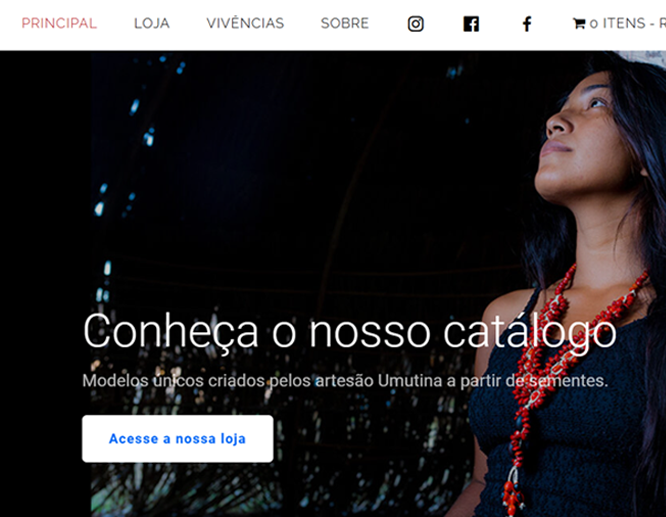 PRINCIPAL LOJA VIVÊNCIAS SOBRE 0 ITENS - R
Conheça o nosso catálogo
Modelos únicos criados pelos artesão Umutina a partir de sementes.
Acesse a nossa loja